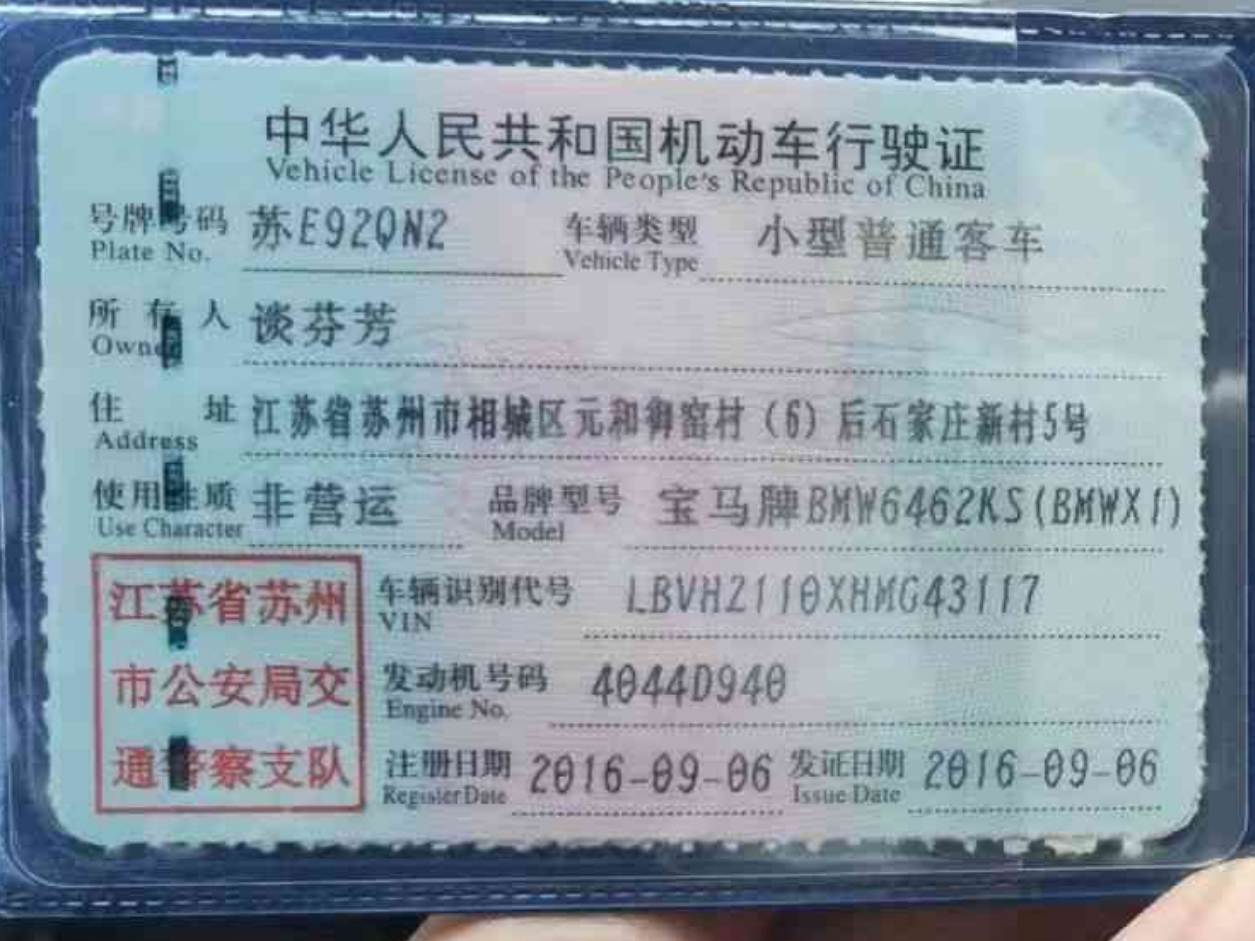 中华人民共和国机动车行驶证
Vehicle License of the People's Republic of China
号牌号码 苏E92QN2 车辆类型 小型普通客车
Plate No. Vehicle Type
所有人 谈芬芳
Owner
住址 江苏省苏州市相城区元和御窑村(6)后石家庄新村5号
Address
使用性质 非营运 品牌型号 宝马牌BMW6462KS(BMWX1)
Use Character Model
江苏省苏州
市公安局交
通警察支队
车辆识别代号 LBVHZ110XHMG43117
VIN
发动机号码 4044D940
Engine No.
注册日期 2016-09-06 发证日期 2016-09-06
Register Date Issue Date